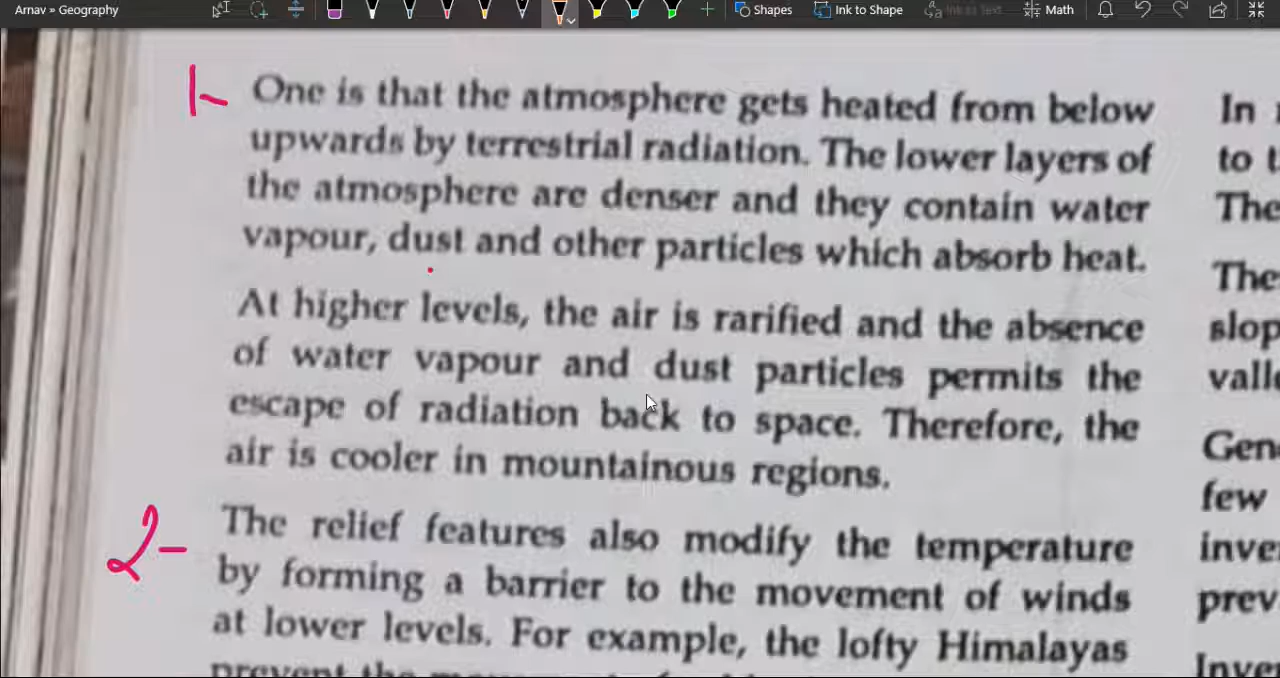 Arnav » Geography
Shapes
Ink to Shape
Ink to Text
Math
1-
One is that the atmosphere gets heated from below
upwards by terrestrial radiation. The lower layers of
the atmosphere are denser and they contain water
vapour, dust and other particles which absorb heat.
At higher levels, the air is rarified and the absence
of water vapour and dust particles permits the
escape of radiation back to space. Therefore, the
air is cooler in mountainous regions.
2-
The relief features also modify the temperature
by forming a barrier to the movement of winds
at lower levels. For example, the lofty Himalayas
prevent the
In
to t
The
The
slop
valle
Gen
few
inve
prev
Inver